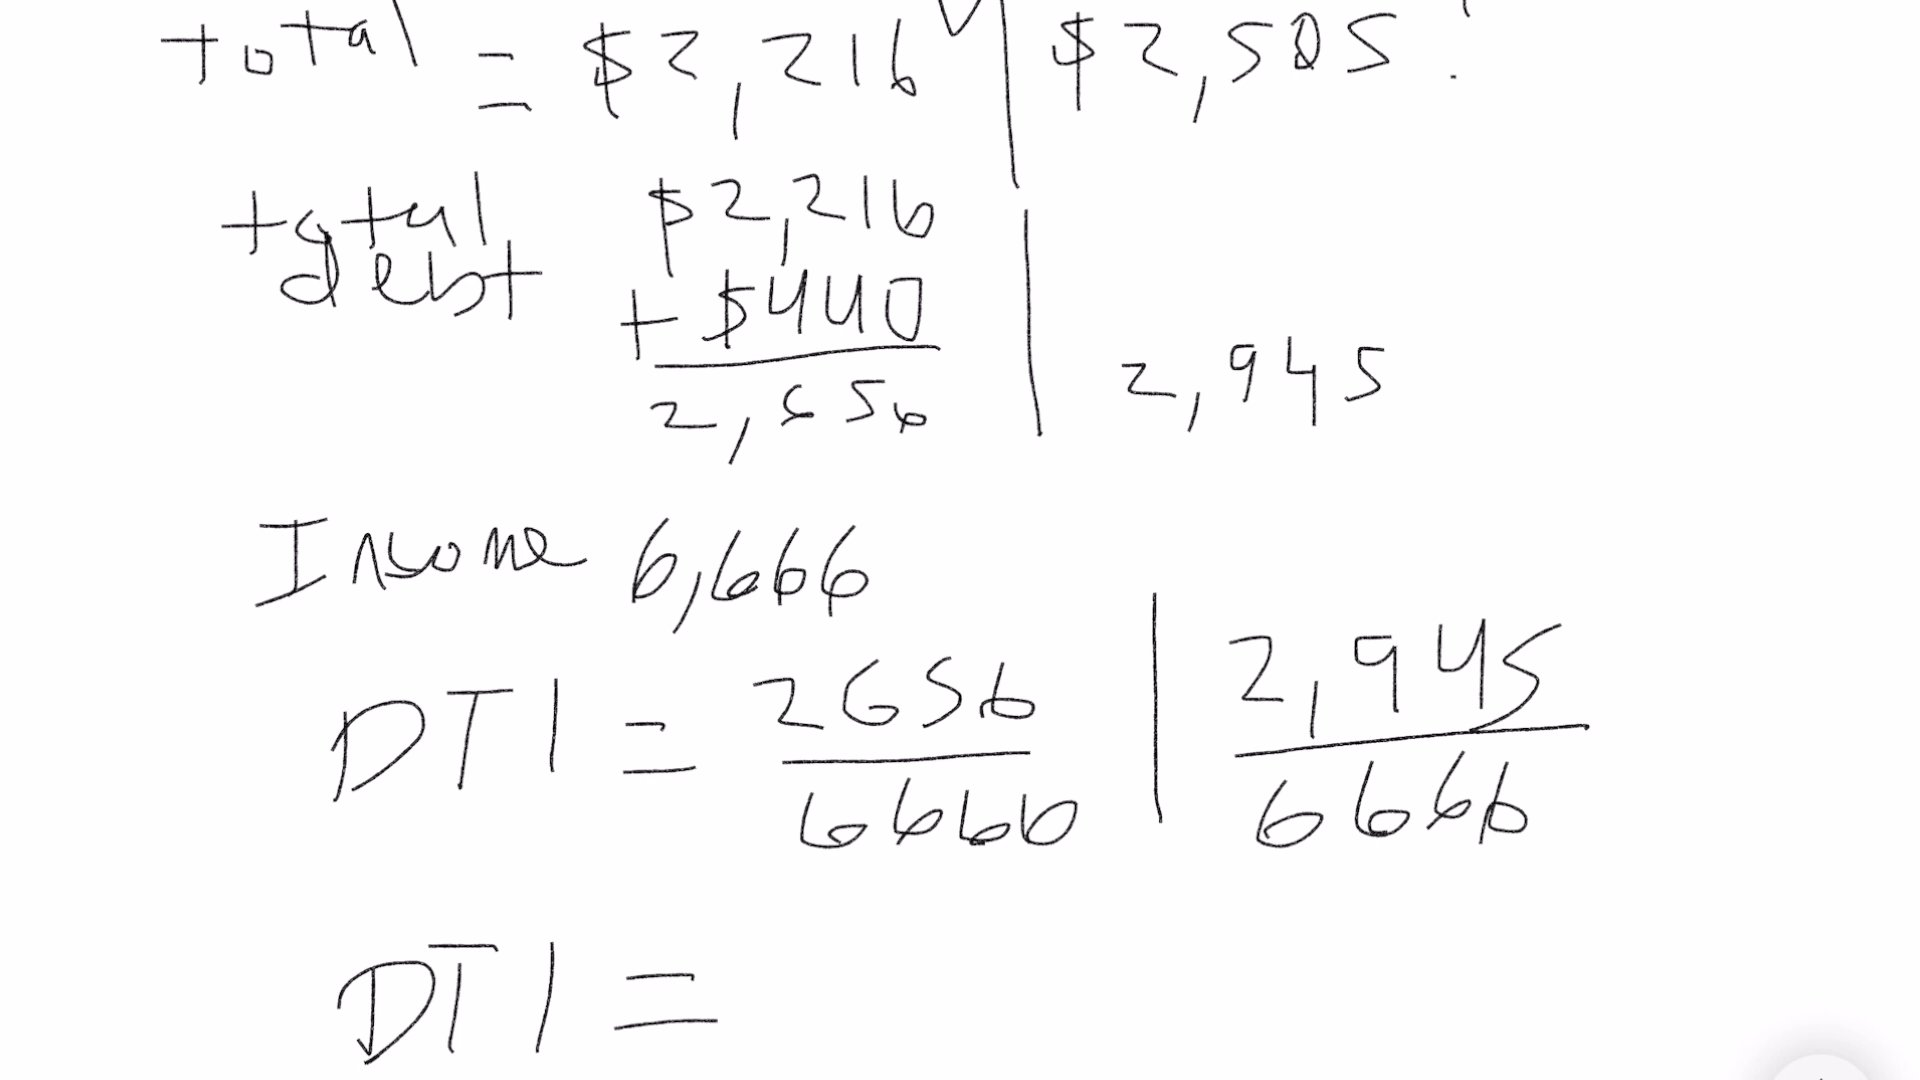 total = $2,216 | $2,505 !
total $2,216
debt + $440
2,656 | 2,945
Income 6,666
DTI = 2656 | 2,945
6666 6666
DTI =